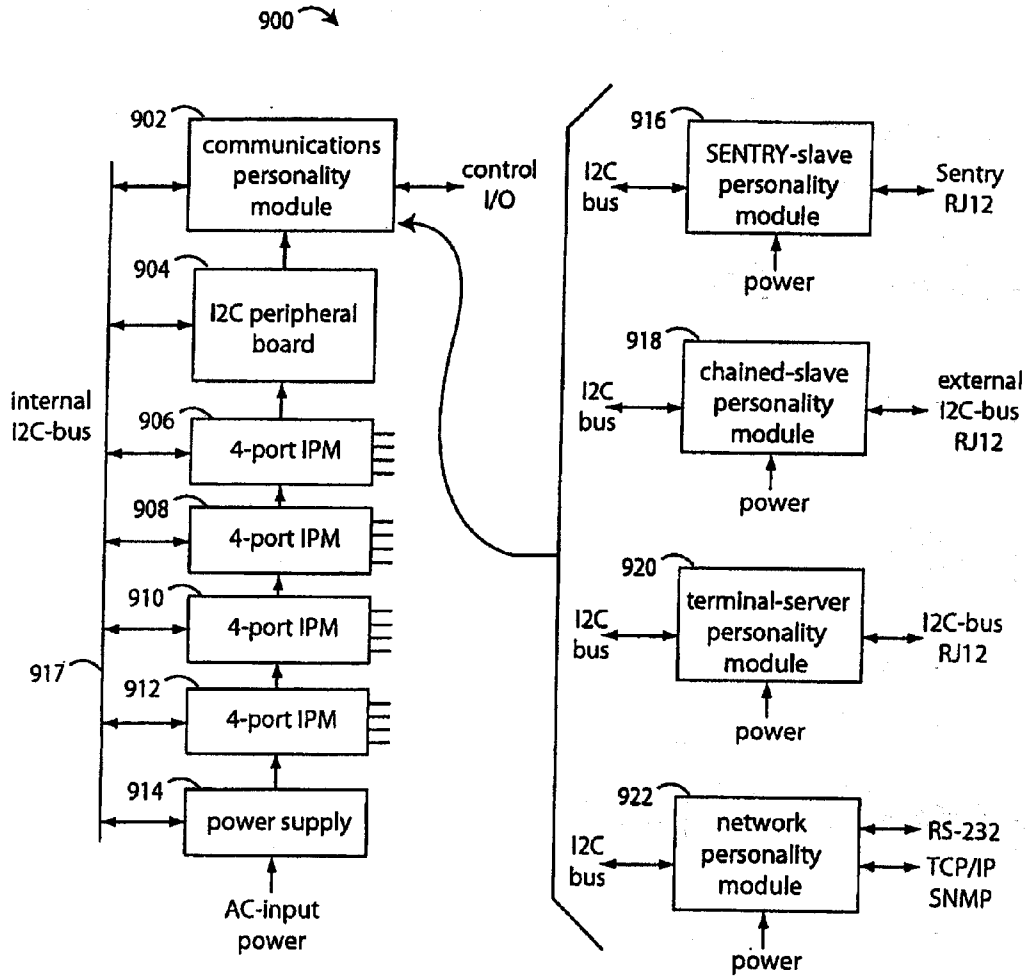 900
902
communications
personality
module
control
I/O
904
I2C peripheral
board
internal
I2C-bus
906
4-port IPM
908
4-port IPM
910
4-port IPM
917
912
4-port IPM
914
power supply
AC-input
power
916
I2C
bus
SENTRY-slave
personality
module
Sentry
RJ12
power
918
I2C
bus
chained-slave
personality
module
external
I2C-bus
RJ12
power
920
I2C
bus
terminal-server
personality
module
I2C-bus
RJ12
power
922
I2C
bus
network
personality
module
RS-232
TCP/IP
SNMP
power